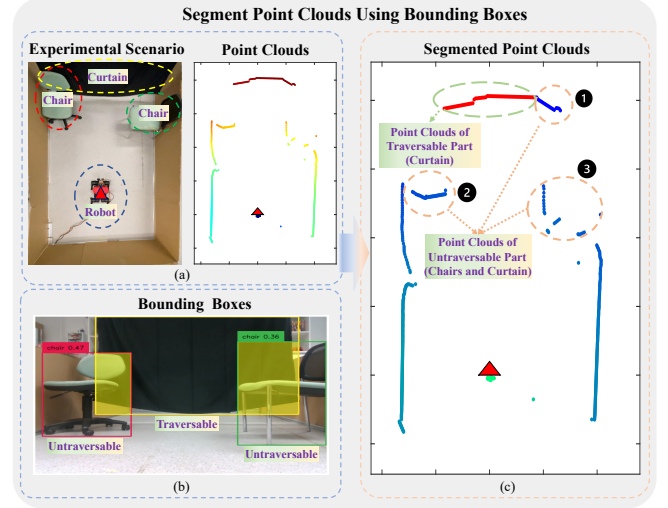 Segment Point Clouds Using Bounding Boxes
Experimental Scenario
Point Clouds
Curtain
Chair
Chair
Robot
(a)
Bounding Boxes
chair 0.47
chair 0.36
Traversable
Untraversable
Untraversable
(b)
Segmented Point Clouds
1
Point Clouds of
Traversable Part
(Curtain)
2
3
Point Clouds of
Untraversable Part
(Chairs and Curtain)
(c)